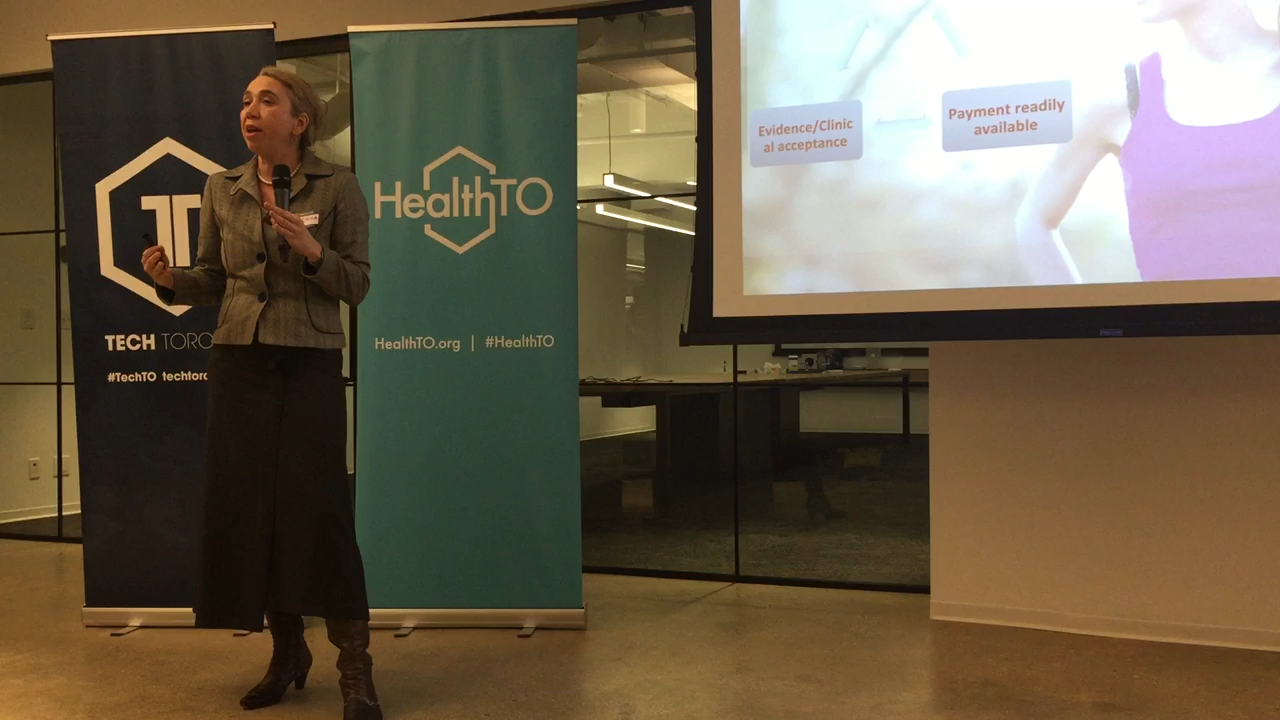 TECH TORO
#TechTO techtoro
HealthTO
HealthTO.org | #HealthTO
Evidence/Clinic
al acceptance
Payment readily
available